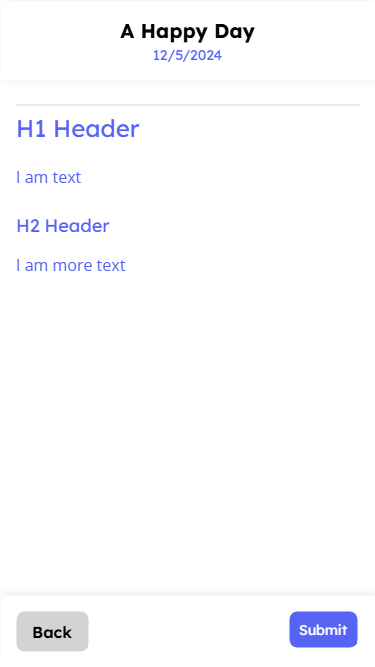 A Happy Day
12/5/2024
H1 Header
I am text
H2 Header
I am more text
Back
Submit